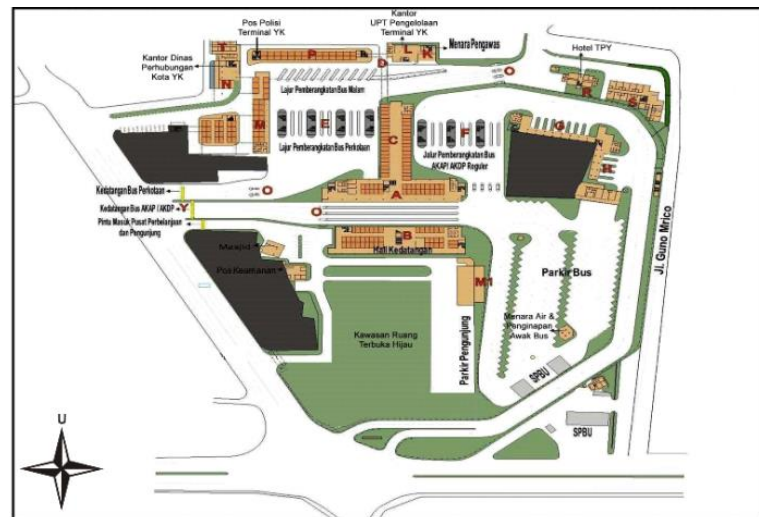 Pos Polisi
Terminal YK
Kantor
UPT Pengelolaan
Terminal YK
Menara Pengawas
Hotel TPY
Kantor Dinas
Perhubungan
Kota YK
T
P
L
K
D
O
N
R
S
Lajur Pemberangkatan Bus Malam
M
E
C
F
G
Lajur Pemberangkatan Bus Perkotaan
Jalur Pemberangkatan Bus
AKAP/ AKDP Reguler
H
Kedatangan Bus Perkotaan
O
A
Kedatangan Bus AKAP / AKDP
Y
O
Pintu Masuk Pusat Perbelanjaan
dan Pengunjung
B
Hall Kedatangan
Masjid
Pos Keamanan
M1
Parkir Bus
Jl. Guno Mrico
Menara Air &
Penginapan
Awak Bus
Kawasan Ruang
Terbuka Hijau
Parkir Pengunjung
SPBU
SPBU
U